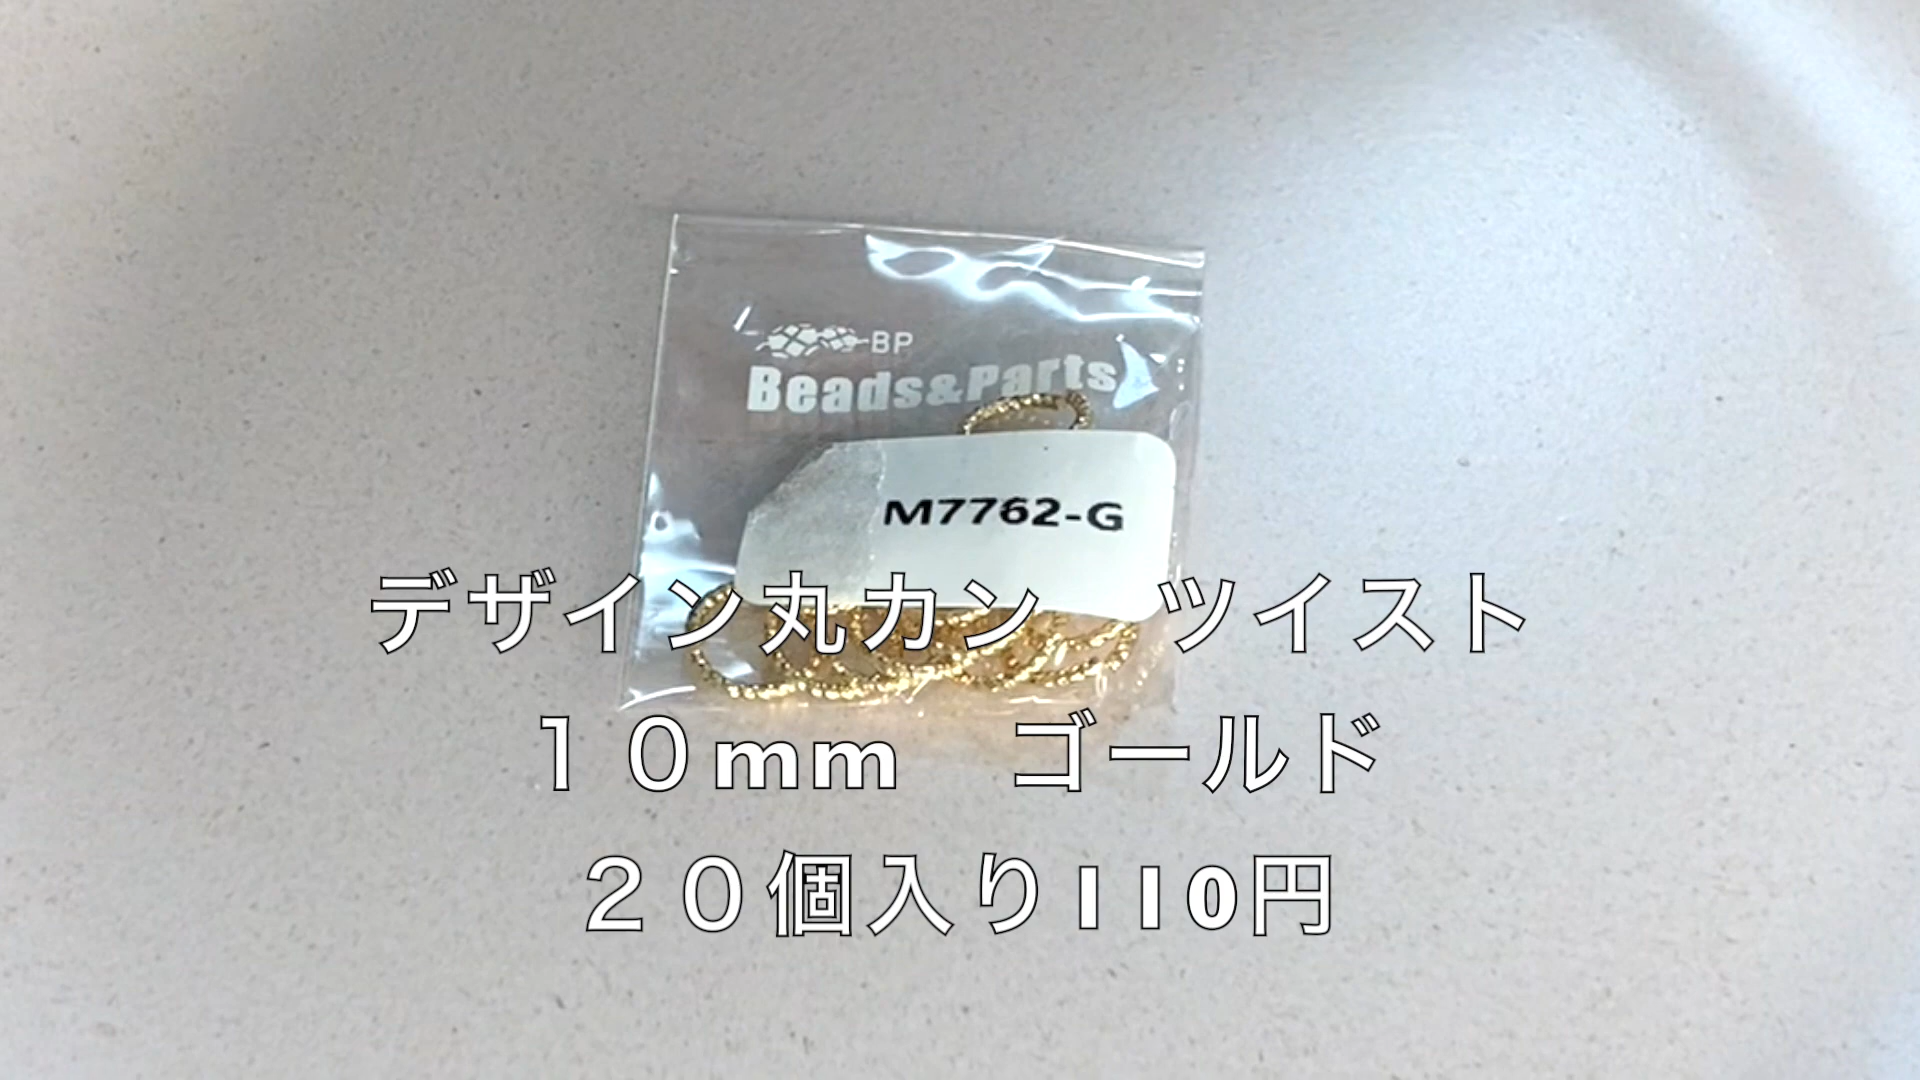 BP
Beads&Parts
M7762-G
デザイン丸カン　ツイスト
１０mm　ゴールド
２０個入り110円